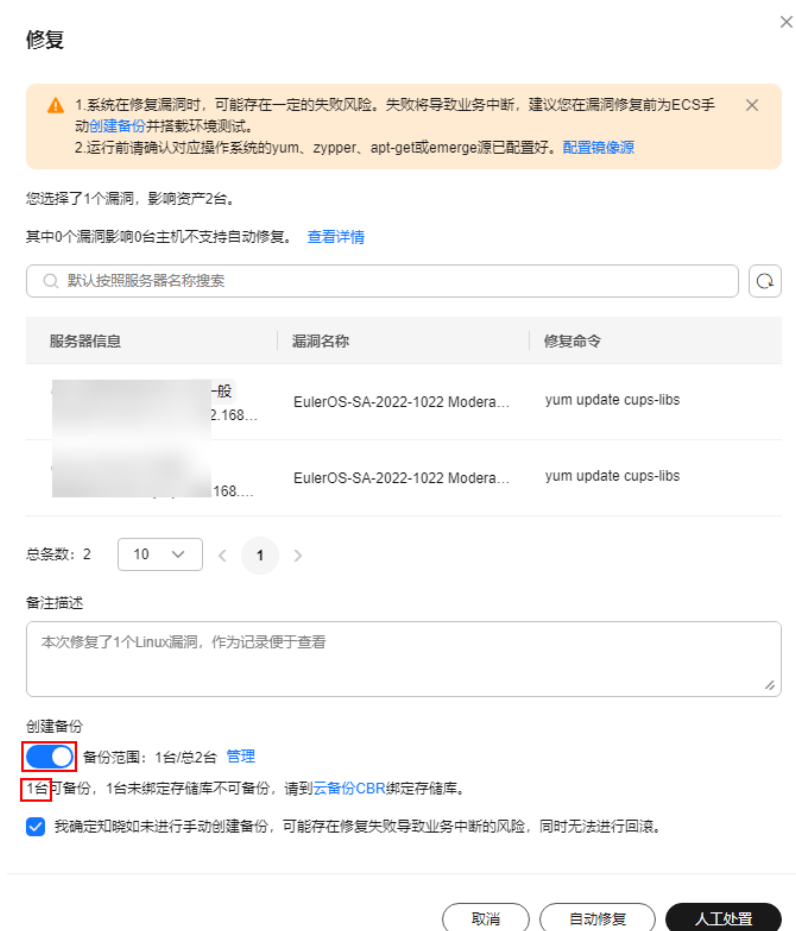 修复
1.系统在修复漏洞时，可能存在一定的失败风险。失败将导致业务中断，建议您在漏洞修复前为ECS手
动创建备份并搭载环境测试。
2.运行前请确认对应操作系统的yum、zypper、apt-get或emerge源已配置好。配置镜像源
您选择了1个漏洞，影响资产2台。
其中0个漏洞影响0台主机不支持自动修复。 查看详情
默认按照服务器名称搜索
服务器信息 漏洞名称 修复命令
一般
2.168... EulerOS-SA-2022-1022 Modera... yum update cups-libs
168.... EulerOS-SA-2022-1022 Modera... yum update cups-libs
总条数：2 10 1
备注描述
本次修复了1个Linux漏洞，作为记录便于查看
创建备份
备份范围：1台/总2台 管理
1台可备份，1台未绑定存储库不可备份，请到云备份CBR绑定存储库。
我确定知晓如未进行手动创建备份，可能存在修复失败导致业务中断的风险，同时无法进行回滚。
取消 自动修复 人工处置